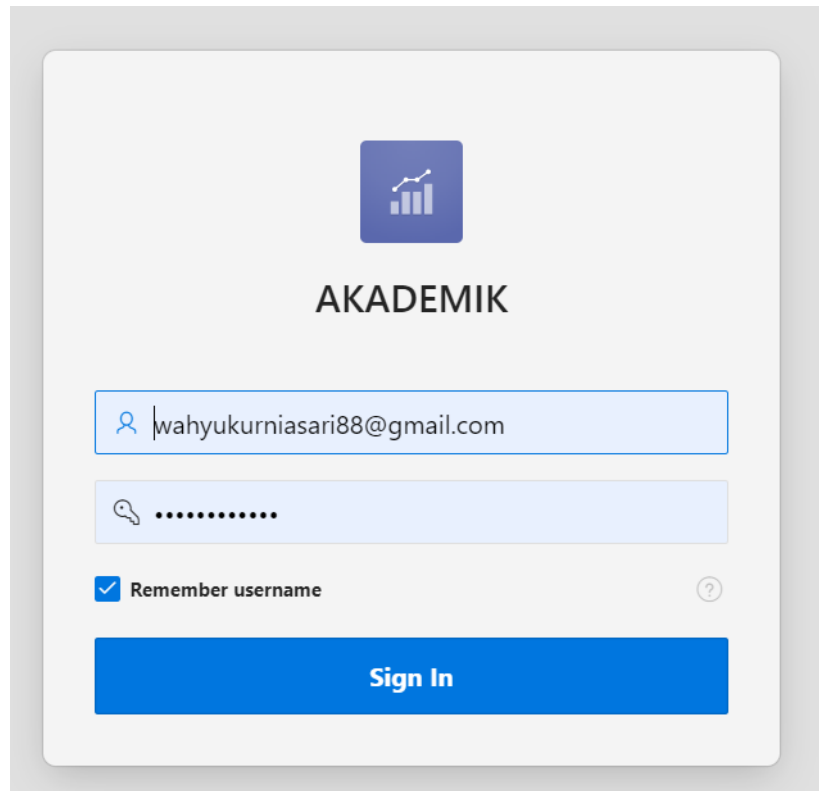 AKADEMIK
wahyukurniasari88@gmail.com
••••••••••••
Remember username
?
Sign In